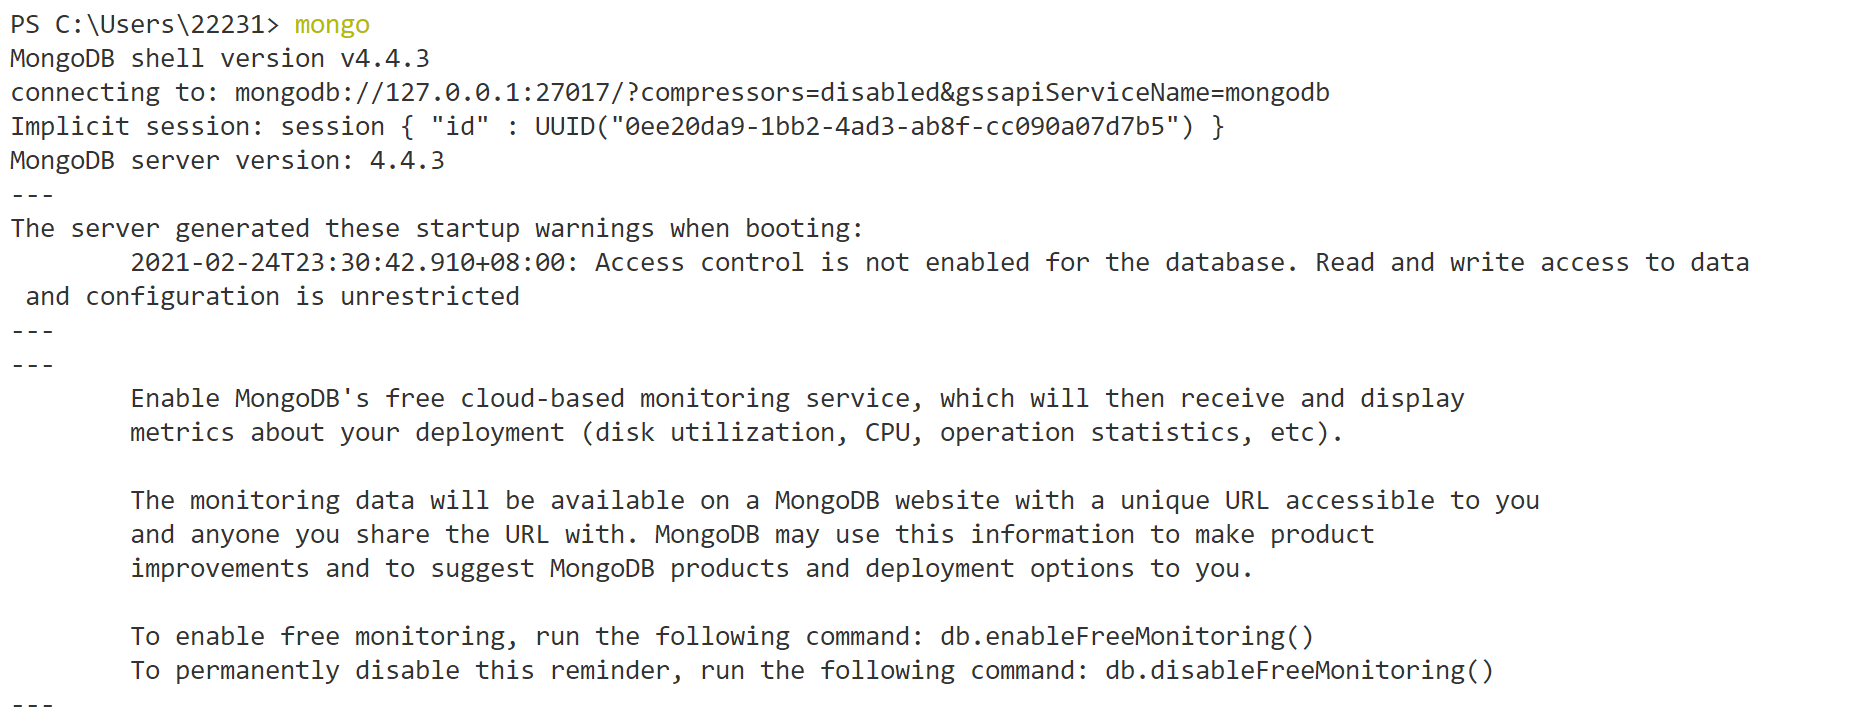 PS C:\Users\22231> mongo
MongoDB shell version v4.4.3
connecting to: mongodb://127.0.0.1:27017/?compressors=disabled&gssapiServiceName=mongodb
Implicit session: session { "id" : UUID("0ee20da9-1bb2-4ad3-ab8f-cc090a07d7b5") }
MongoDB server version: 4.4.3
---
The server generated these startup warnings when booting:
        2021-02-24T23:30:42.910+08:00: Access control is not enabled for the database. Read and write access to data
 and configuration is unrestricted
---
---
        Enable MongoDB's free cloud-based monitoring service, which will then receive and display
        metrics about your deployment (disk utilization, CPU, operation statistics, etc).

        The monitoring data will be available on a MongoDB website with a unique URL accessible to you
        and anyone you share the URL with. MongoDB may use this information to make product
        improvements and to suggest MongoDB products and deployment options to you.

        To enable free monitoring, run the following command: db.enableFreeMonitoring()
        To permanently disable this reminder, run the following command: db.disableFreeMonitoring()
---